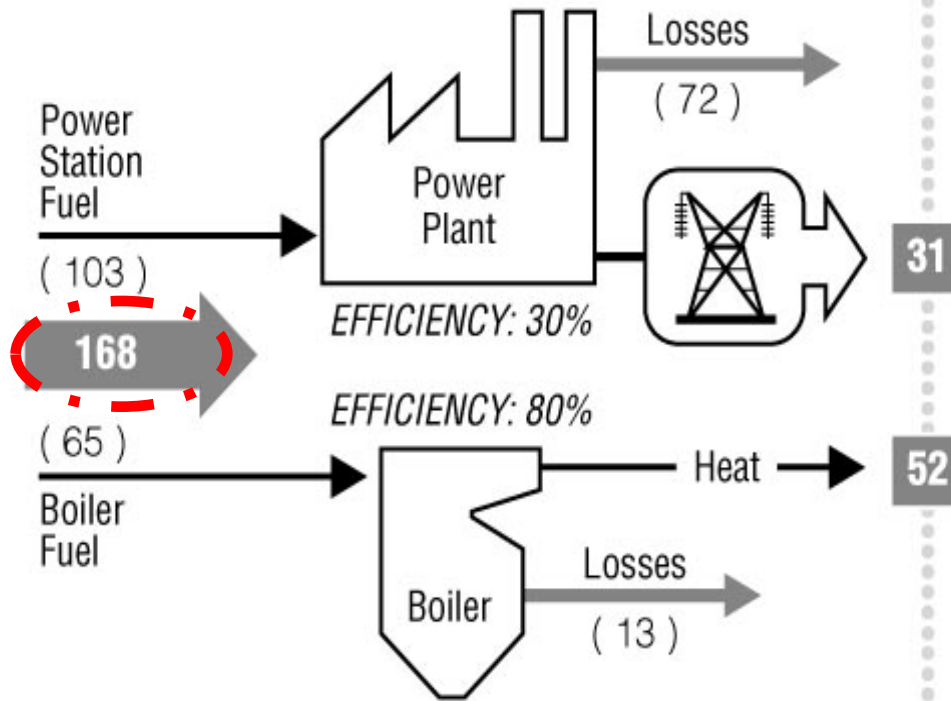 Losses
( 72 )
Power
Station
Fuel
( 103 )
Power
Plant
31
EFFICIENCY: 30%
168
EFFICIENCY: 80%
( 65 )
Boiler
Fuel
Heat
52
Boiler
Losses
( 13 )